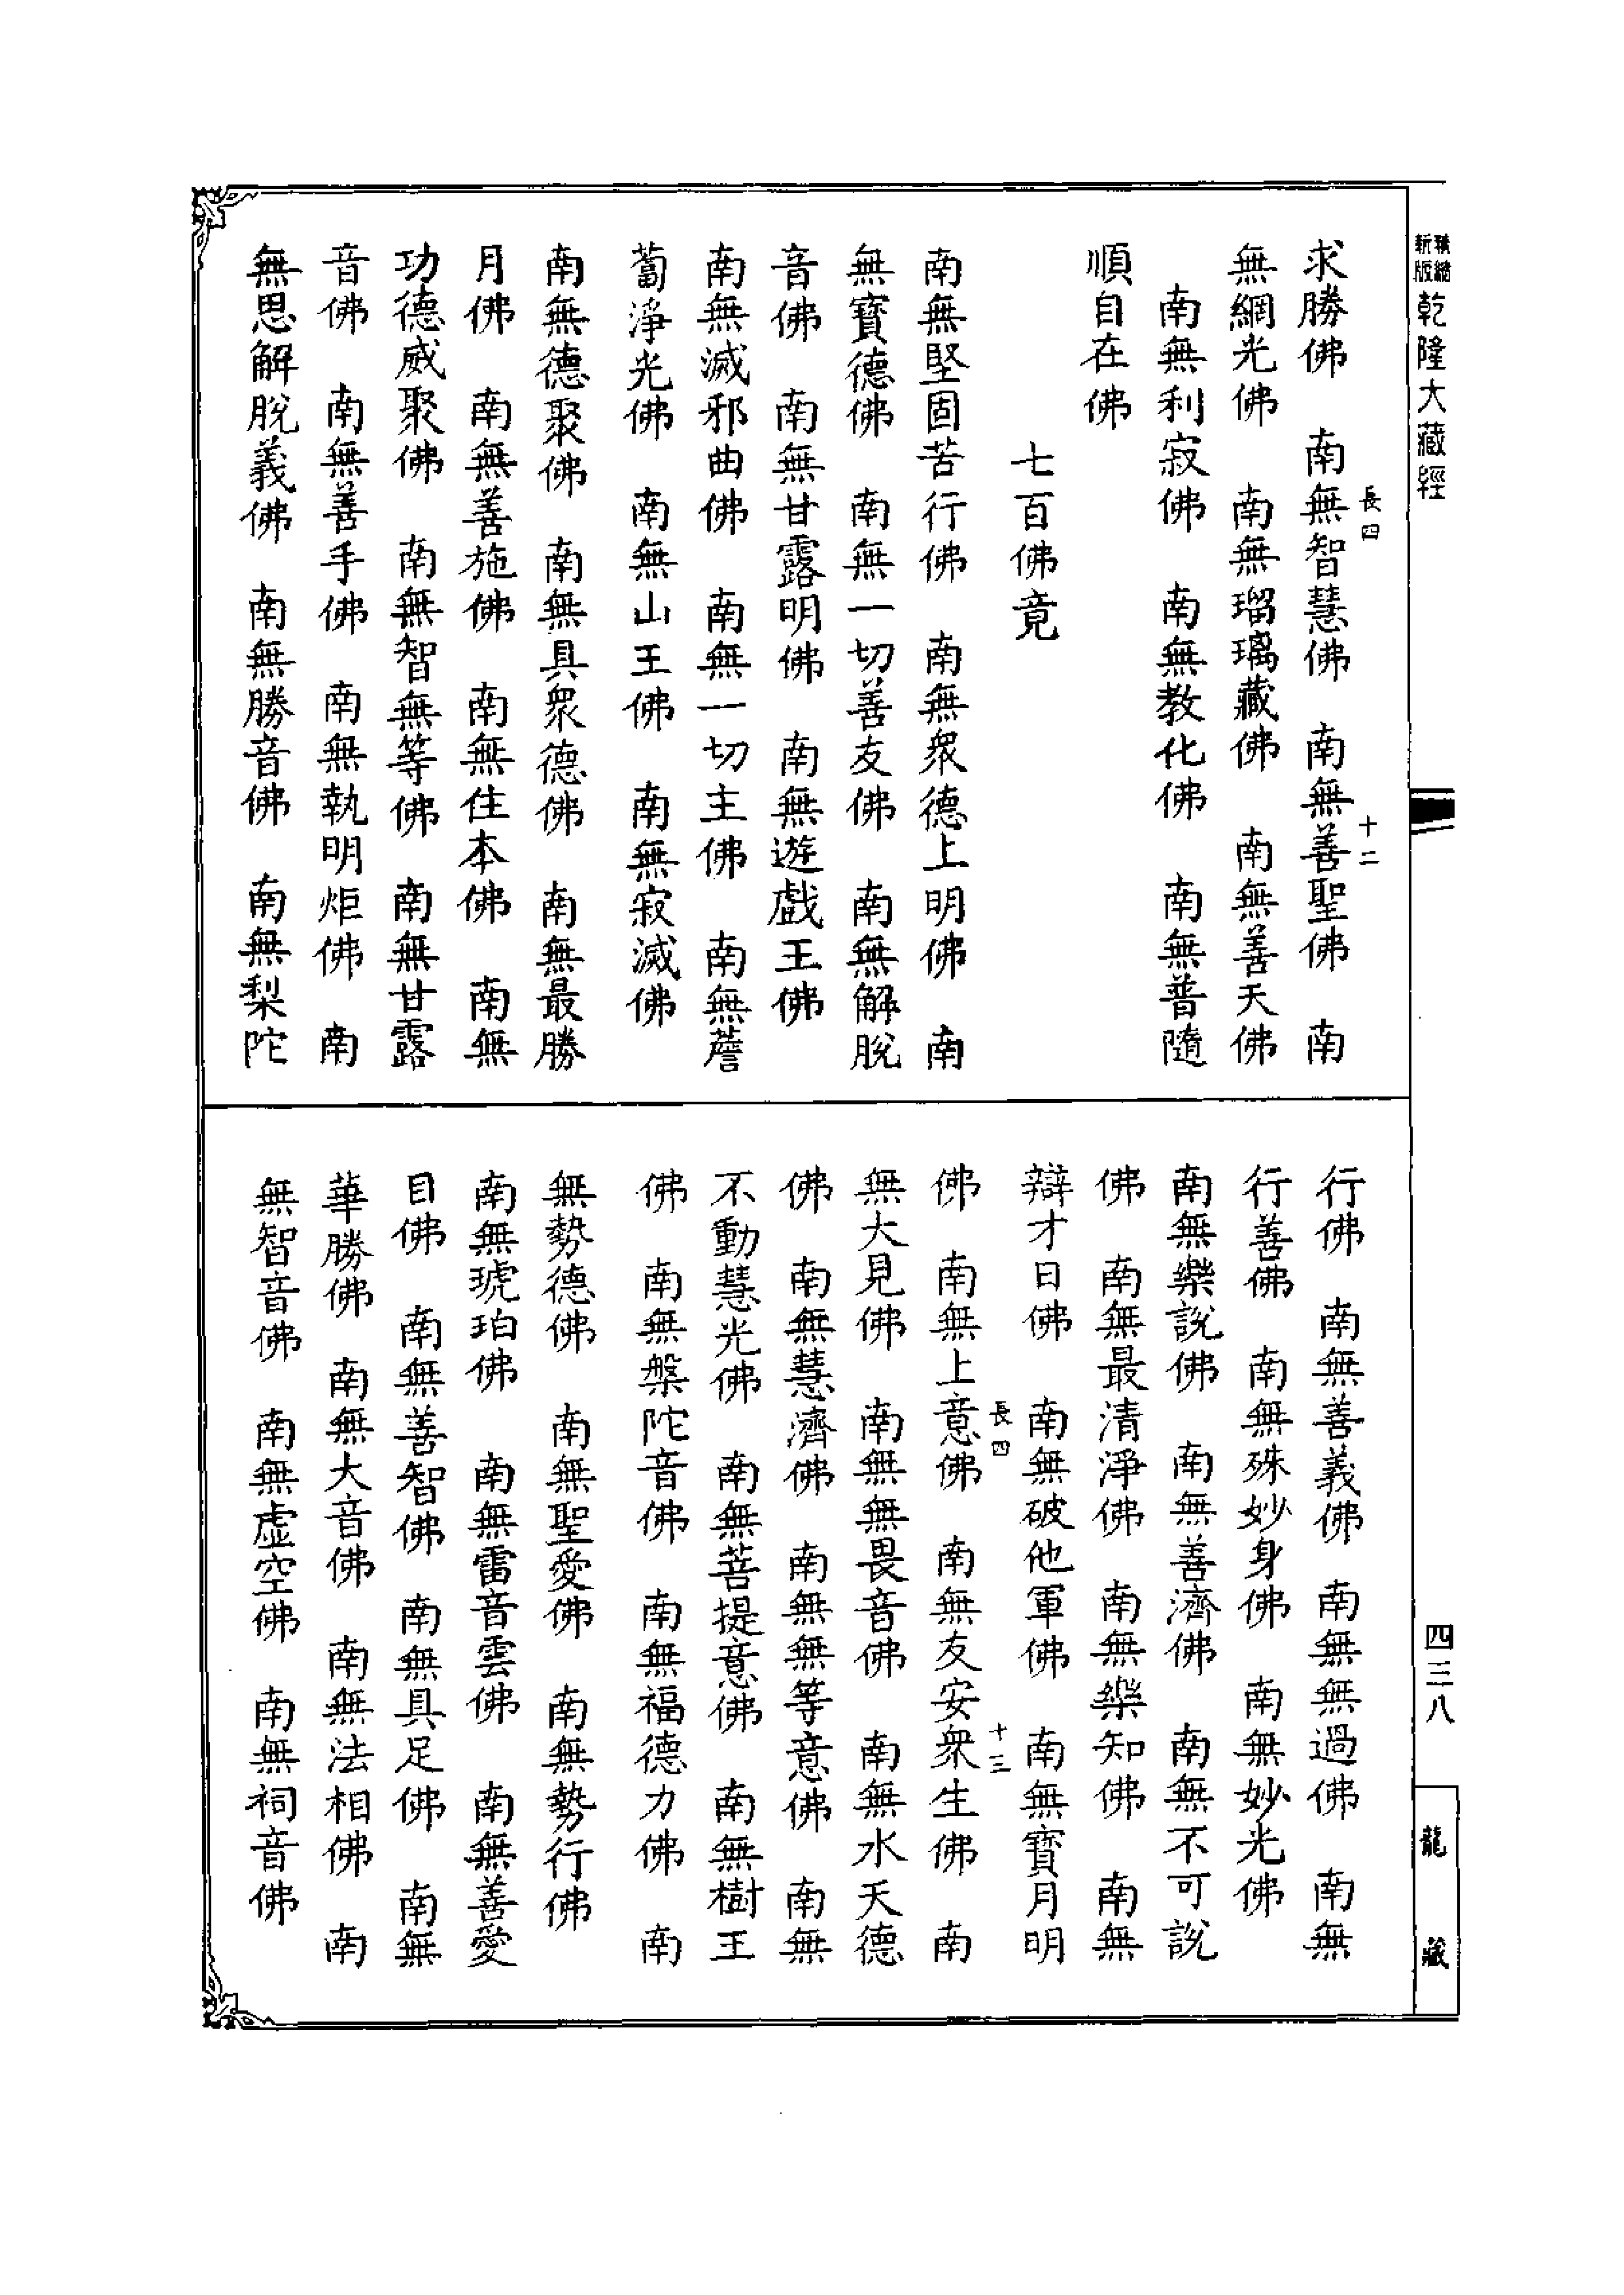 乾隆大藏經
長四
十二
求勝佛　南無智慧佛　南無善聖佛　南
無網光佛　南無瑠璃藏佛　南無善天佛
南無利寂佛　南無教化佛　南無普隨
順自在佛
七百佛竟
南無堅固苦行佛　南無眾德上明佛　南
無寶德佛　南無一切善友佛　南無解脫
音佛　南無甘露明佛　南無遊戲王佛
南無滅邪曲佛　南無一切主佛　南無薝
蔔淨光佛　南無山王佛　南無寂滅佛
南無德聚佛　南無具眾德佛　南無最勝
月佛　南無善施佛　南無住本佛　南無
功德威聚佛　南無智無等佛　南無甘露
音佛　南無善手佛　南無執明炬佛　南
無思解脫義佛　南無勝音佛　南無梨陀
行佛　南無善義佛　南無無過佛　南無
行善佛　南無殊妙身佛　南無妙光佛
南無樂說佛　南無善濟佛　南無不可說
佛　南無最清淨佛　南無樂知佛　南無
辯才日佛　南無破他軍佛　南無寶月明
長四
十三
佛　南無上意佛　南無友安眾生佛　南
無大見佛　南無無畏音佛　南無水天德
佛　南無慧濟佛　南無無等意佛　南無
不動慧光佛　南無菩提意佛　南無樹王
佛　南無槃陀音佛　南無福德力佛　南
無勢德佛　南無聖愛佛　南無勢行佛
南無琥珀佛　南無雷音雲佛　南無善愛
目佛　南無善智佛　南無具足佛　南無
華勝佛　南無大音佛　南無法相佛　南
無智音佛　南無虛空佛　南無祠音佛
四三八
龍藏